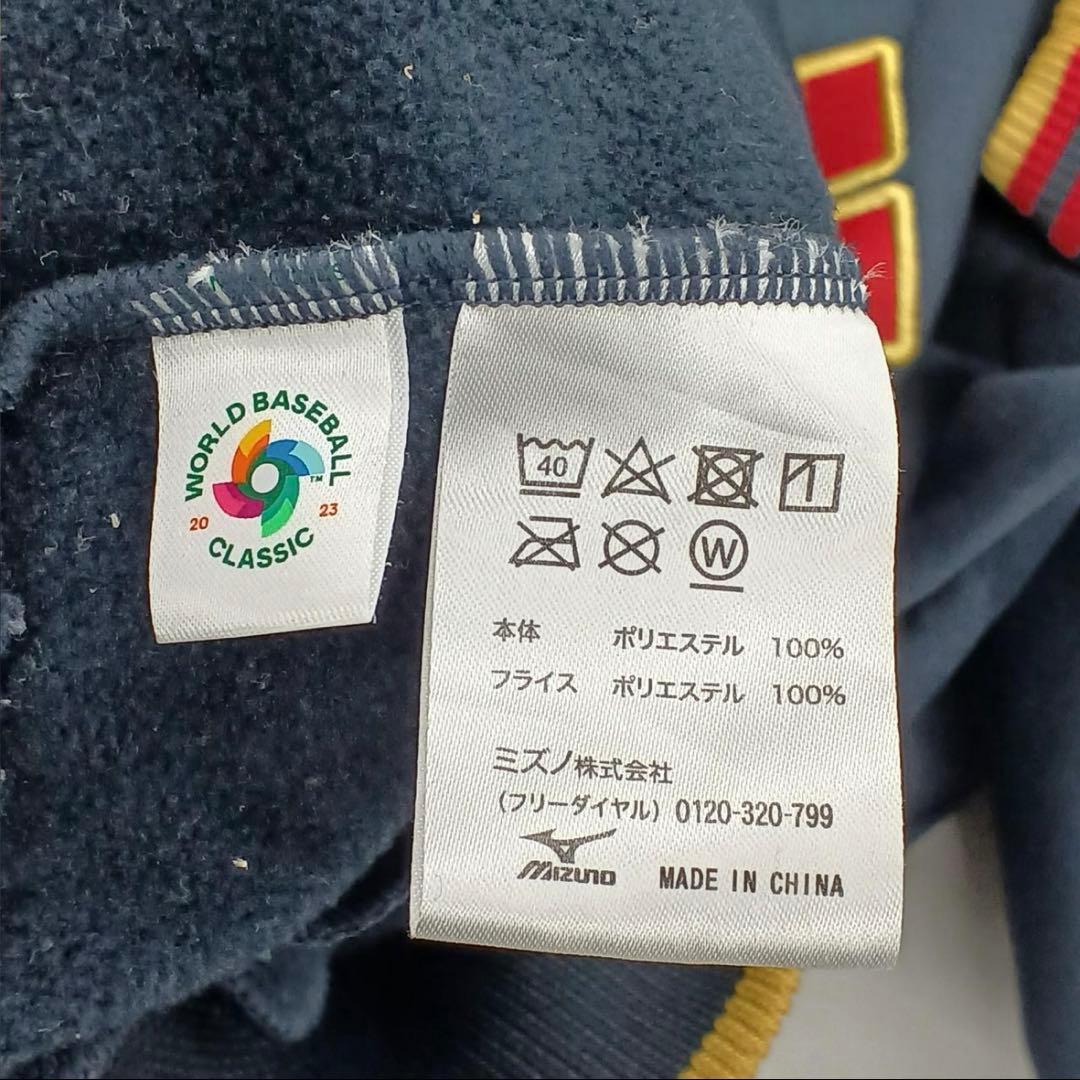 WORLD BASEBALL
™
20 23
CLASSIC
40
W
本体 ポリエステル 100%
フライス ポリエステル 100%
ミズノ株式会社
(フリーダイヤル) 0120-320-799
MIZUNO
MADE IN CHINA